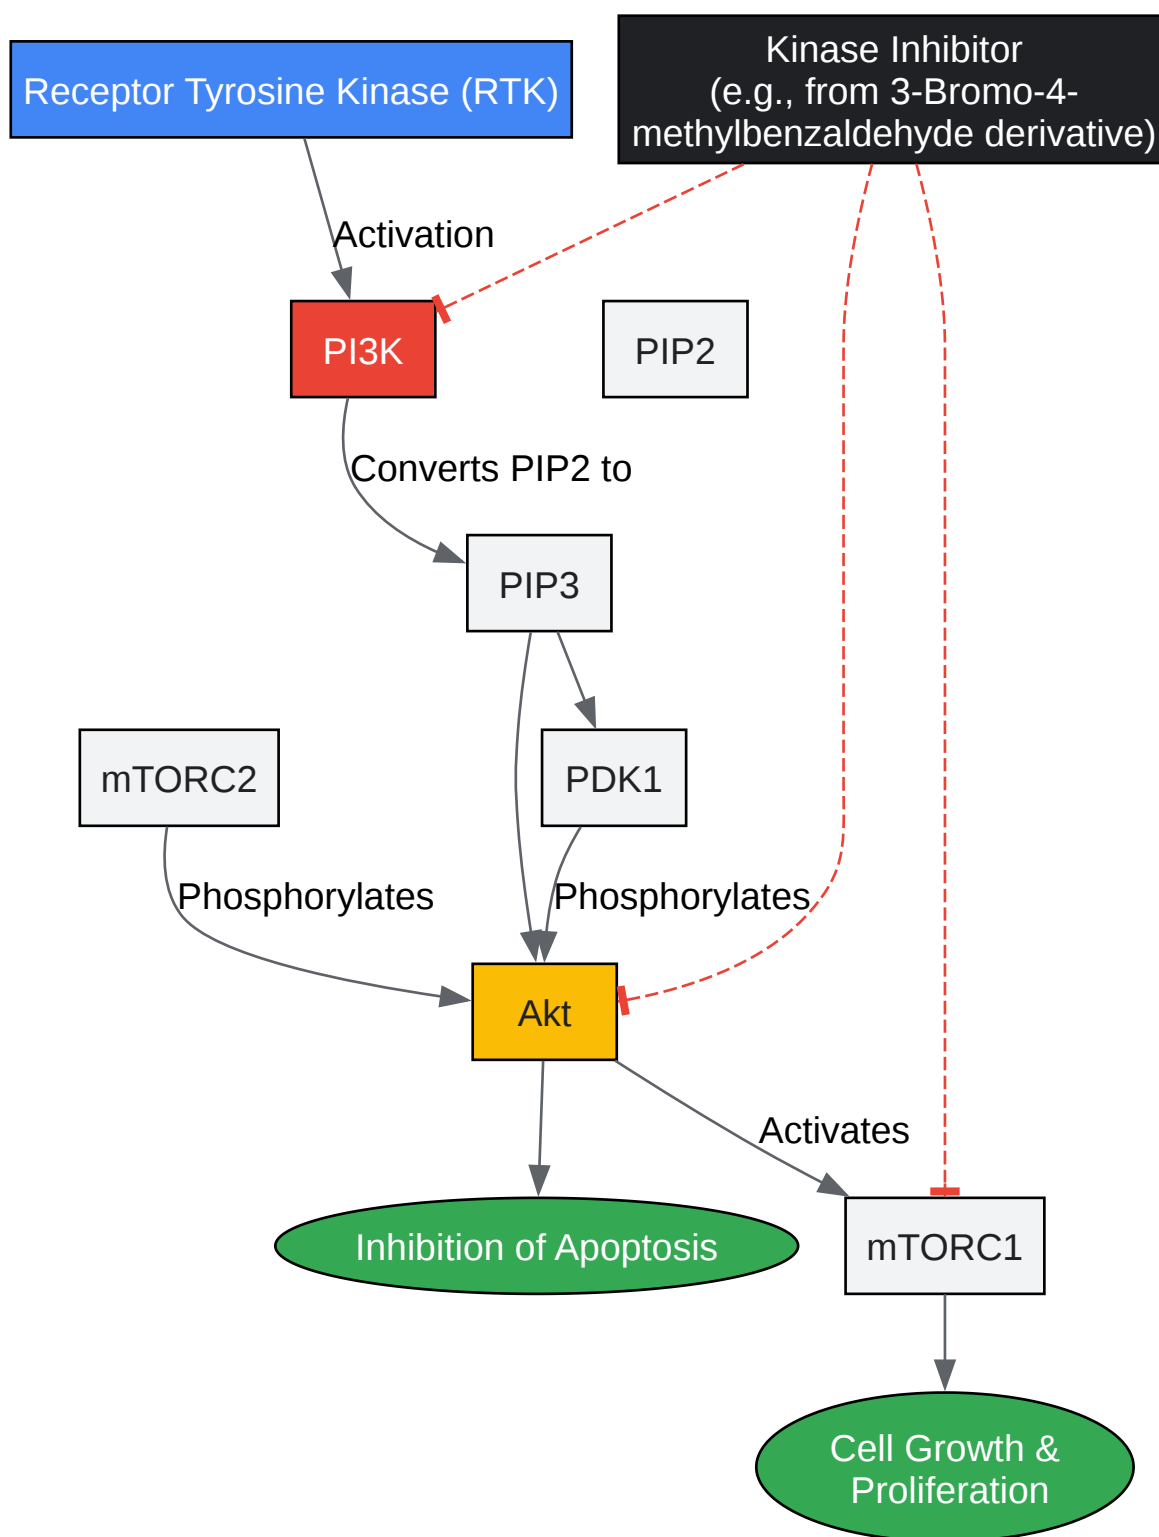 Receptor Tyrosine Kinase (RTK)
Kinase Inhibitor
(e.g., from 3-Bromo-4-
methylbenzaldehyde derivative)
Activation
PI3K
PIP2
Converts PIP2 to
PIP3
mTORC2
PDK1
Phosphorylates
Phosphorylates
Akt
Activates
Inhibition of Apoptosis
mTORC1
Cell Growth &
Proliferation